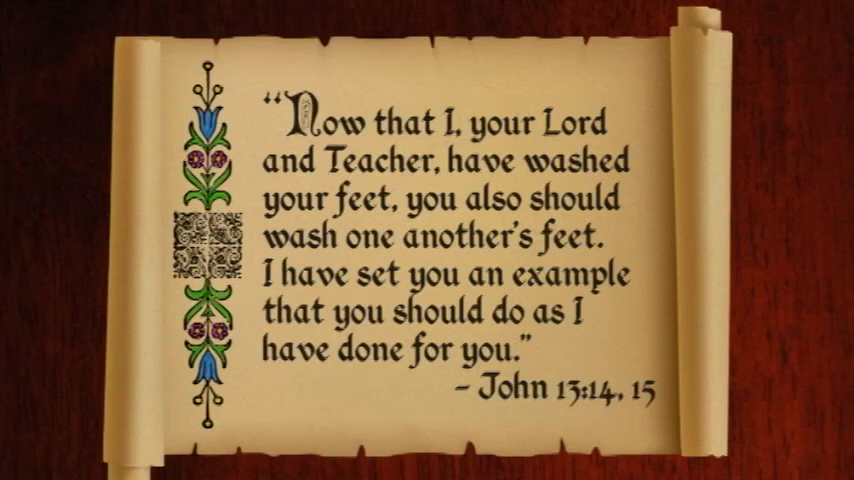 “Now that I, your Lord
and Teacher, have washed
your feet, you also should
wash one another's feet.
I have set you an example
that you should do as I
have done for you.”
- John 13:14, 15